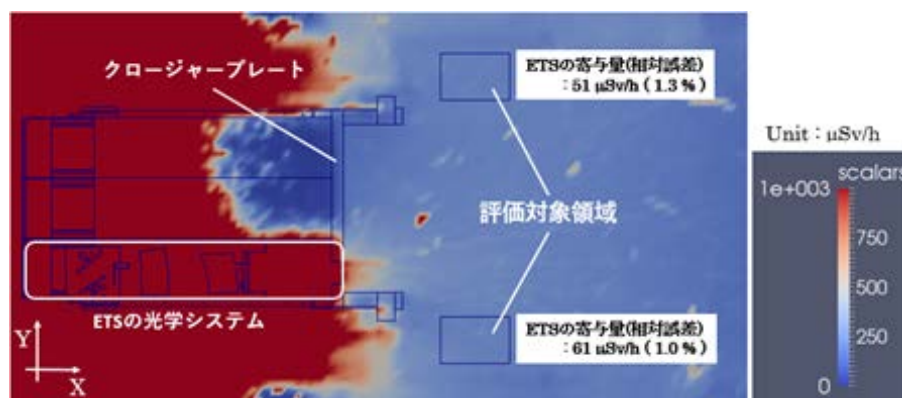 クロージャープレート
ETSの寄与量(相対誤差)
：51 μSv/h ( 1.3 % )
Unit：μSv/h
scalars
1e+003
750
評価対象領域
500
ETSの光学システム
ETSの寄与量(相対誤差)
：61 μSv/h (1.0 %)
250
0
Y
X